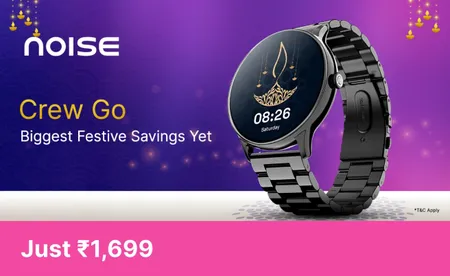 noise
Crew Go
Biggest Festive Savings Yet
08:26
Saturday
*T&C Apply
Just ₹1,699